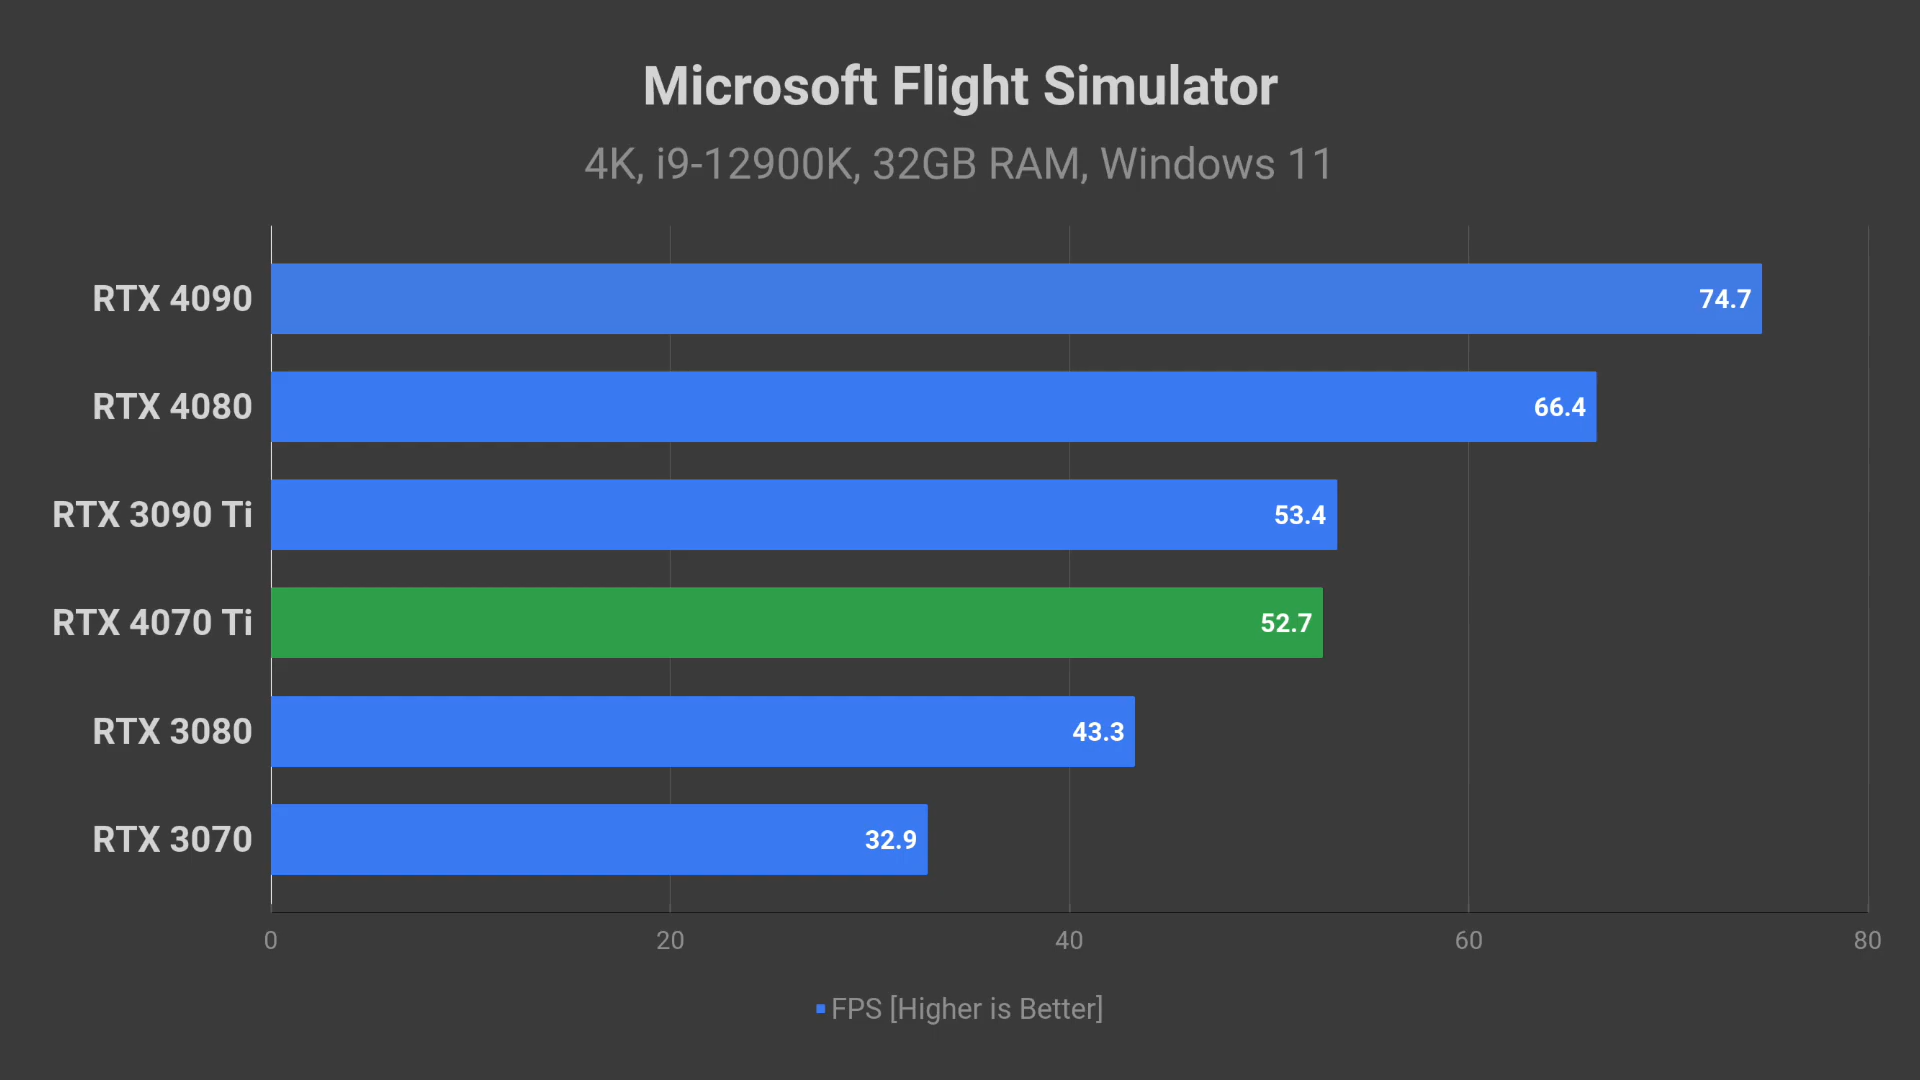 Microsoft Flight Simulator
4K, i9-12900K, 32GB RAM, Windows 11
RTX 4090 74.7
RTX 4080 66.4
RTX 3090 Ti 53.4
RTX 4070 Ti 52.7
RTX 3080 43.3
RTX 3070 32.9
0 20 40 60 80
FPS [Higher is Better]